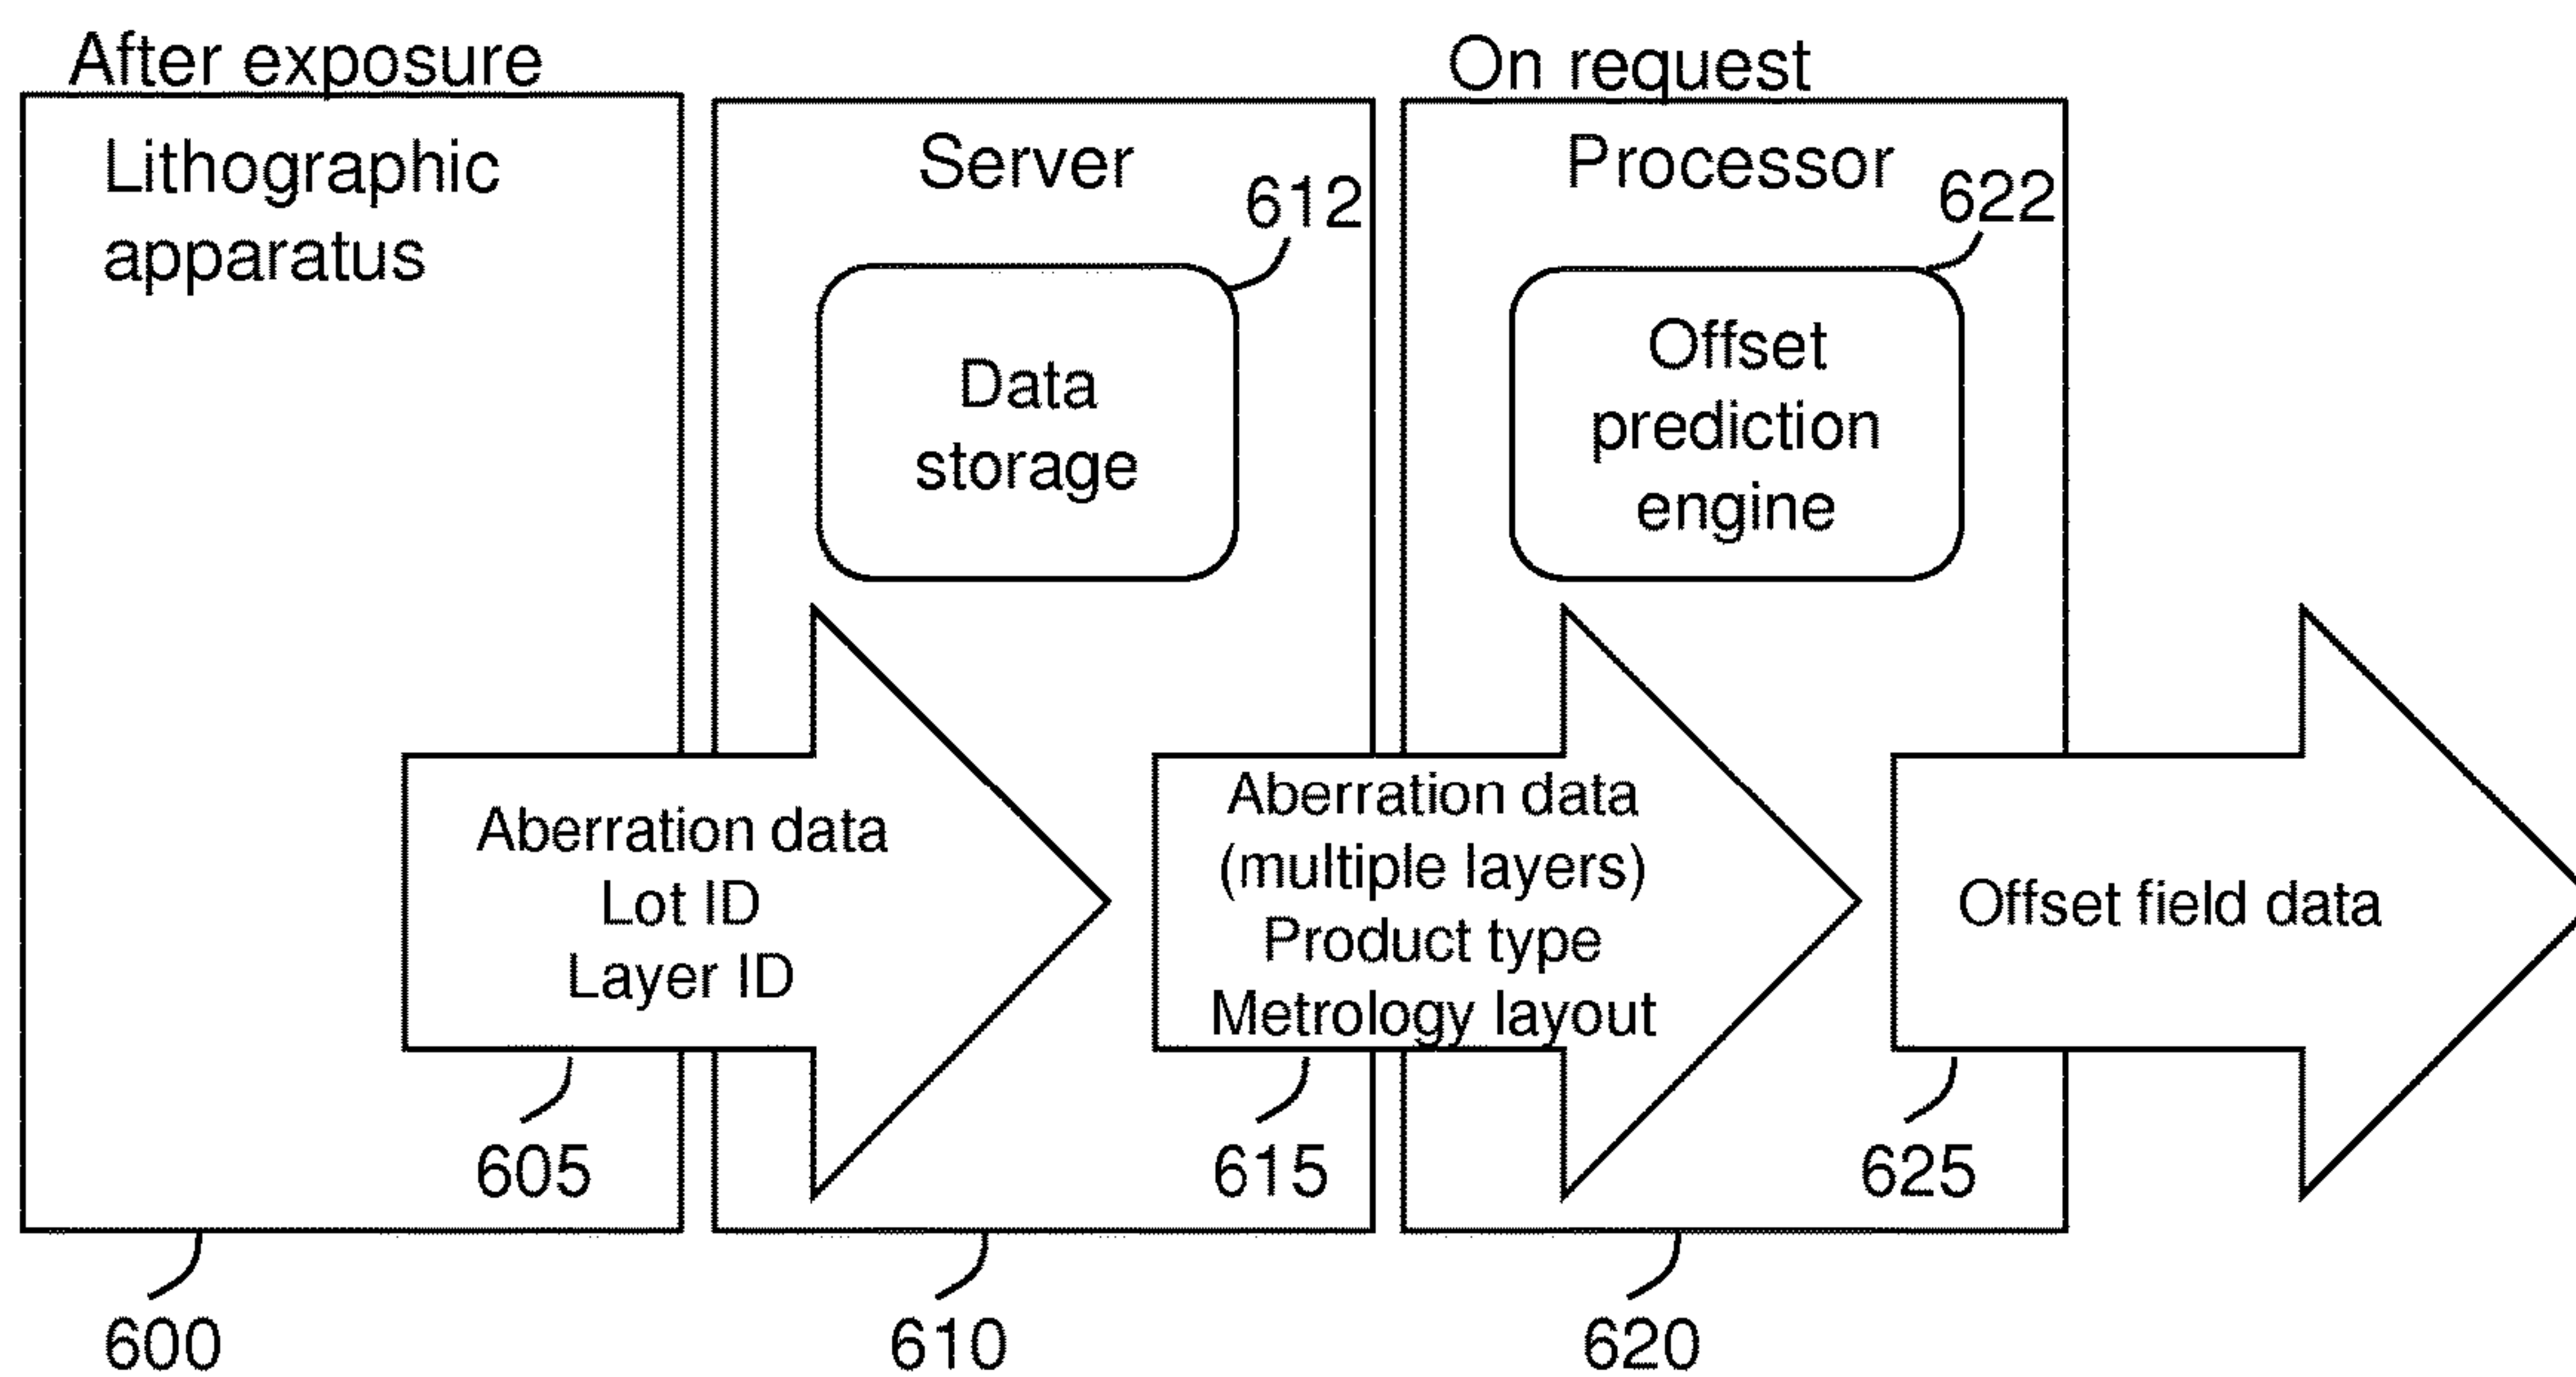 After exposure
On request
Lithographic
apparatus
Server
Processor
612
622
Data
storage
Offset
prediction
engine
Aberration data
Lot ID
Layer ID
Aberration data
(multiple layers)
Product type
Metrology layout
Offset field data
605
615
625
600
610
620